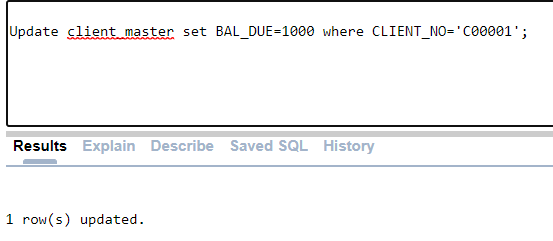 Update client_master set BAL_DUE=1000 where CLIENT_NO='C00001';
Results Explain Describe Saved SQL History
1 row(s) updated.